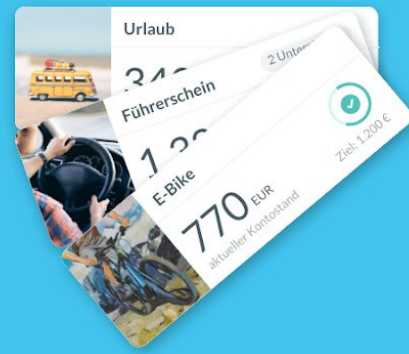 Urlaub
2 Unter
Führerschein
E-Bike
770 EUR
aktueller Kontostand
Ziel: 1.200 €